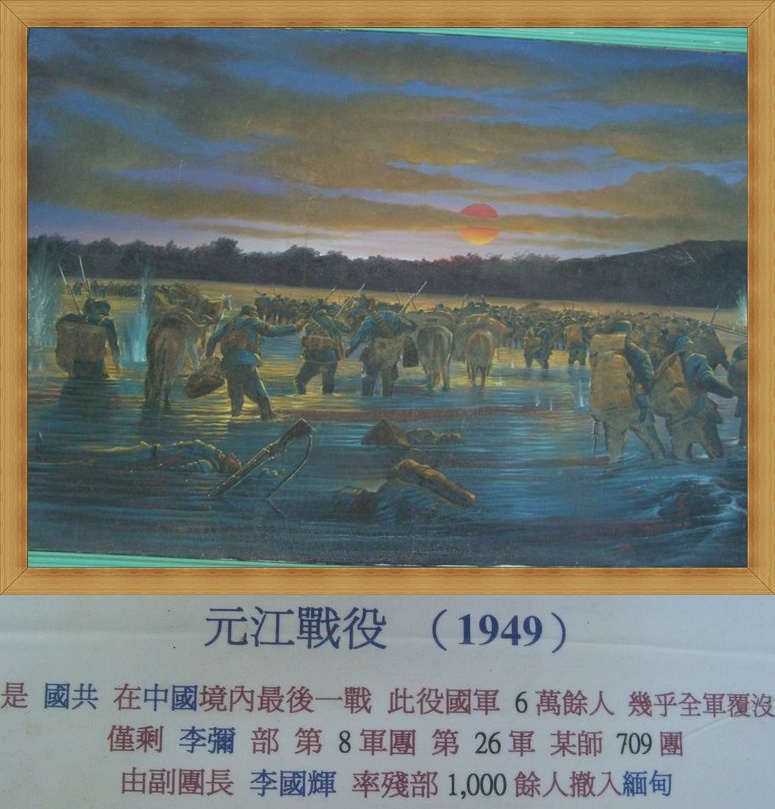 元江戰役 （1949）
是 國共 在中國境內最後一戰 此役國軍 6 萬餘人 幾乎全軍覆沒
僅剩 李彌 部 第 8 軍團 第 26 軍 某師 709 團
由副團長 李國輝 率殘部 1,000 餘人撤入緬甸